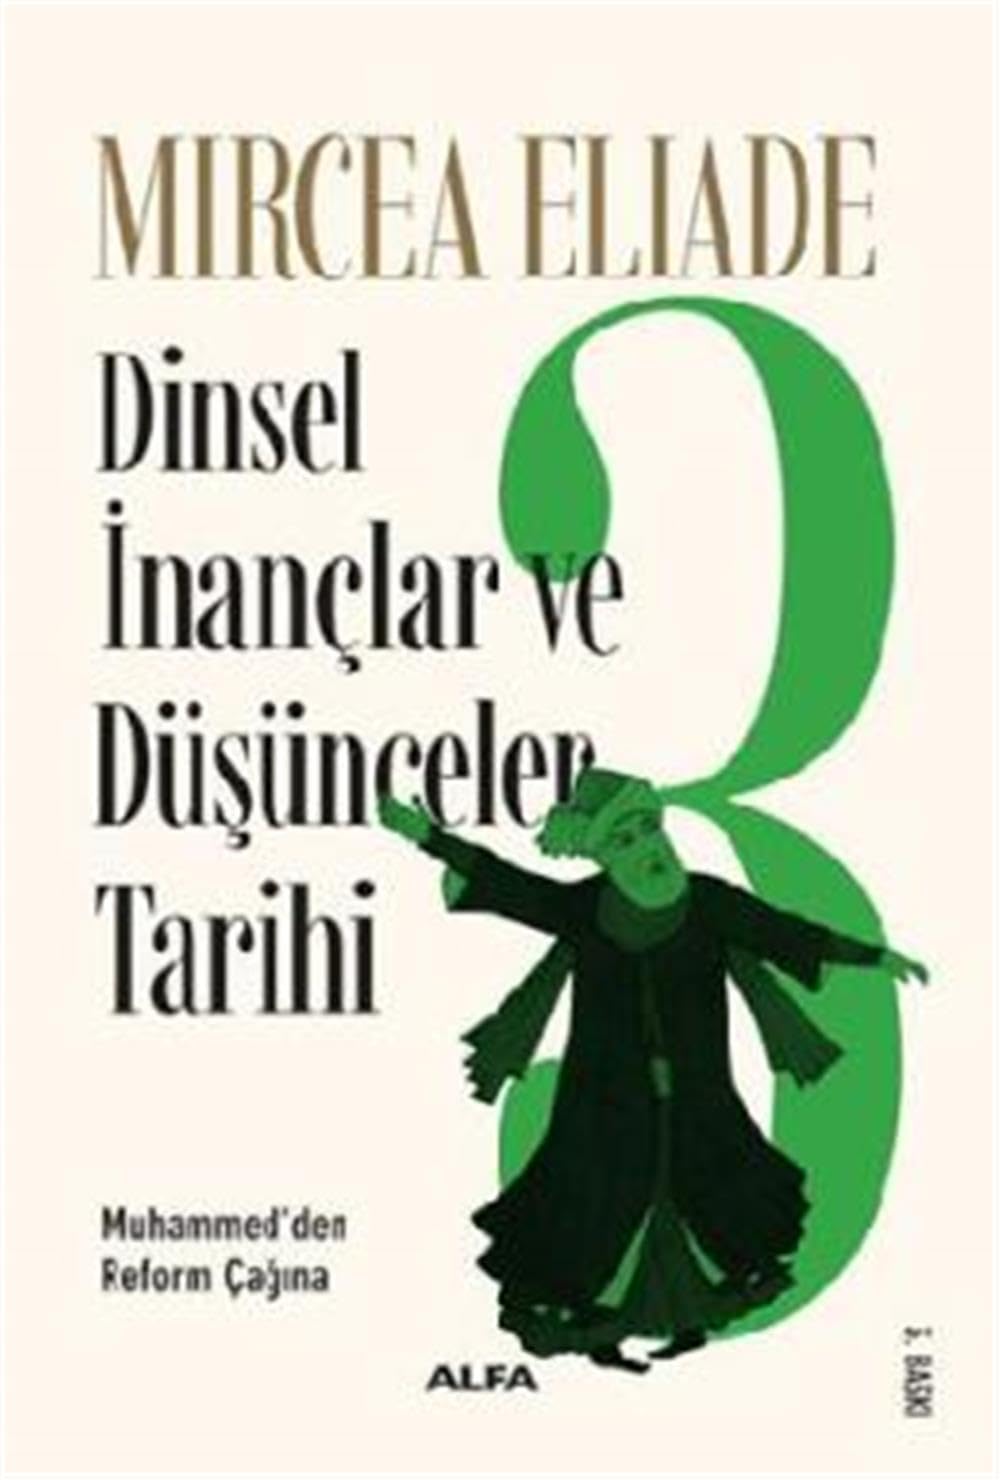 MIRCEA ELIADE
3
Dinsel
İnançlar ve
Düşünceler
Tarihi
Muhammed'den
Reform Çağına
ALFA
BASKI